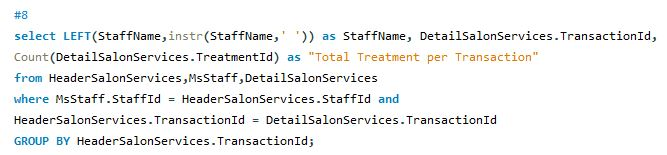 #8
select LEFT(StaffName,instr(StaffName,' ')) as StaffName, DetailSalonServices.TransactionId,
Count(DetailSalonServices.TreatmentId) as "Total Treatment per Transaction"
from HeaderSalonServices,MsStaff,DetailSalonServices
where MsStaff.StaffId = HeaderSalonServices.StaffId and
HeaderSalonServices.TransactionId = DetailSalonServices.TransactionId
GROUP BY HeaderSalonServices.TransactionId;